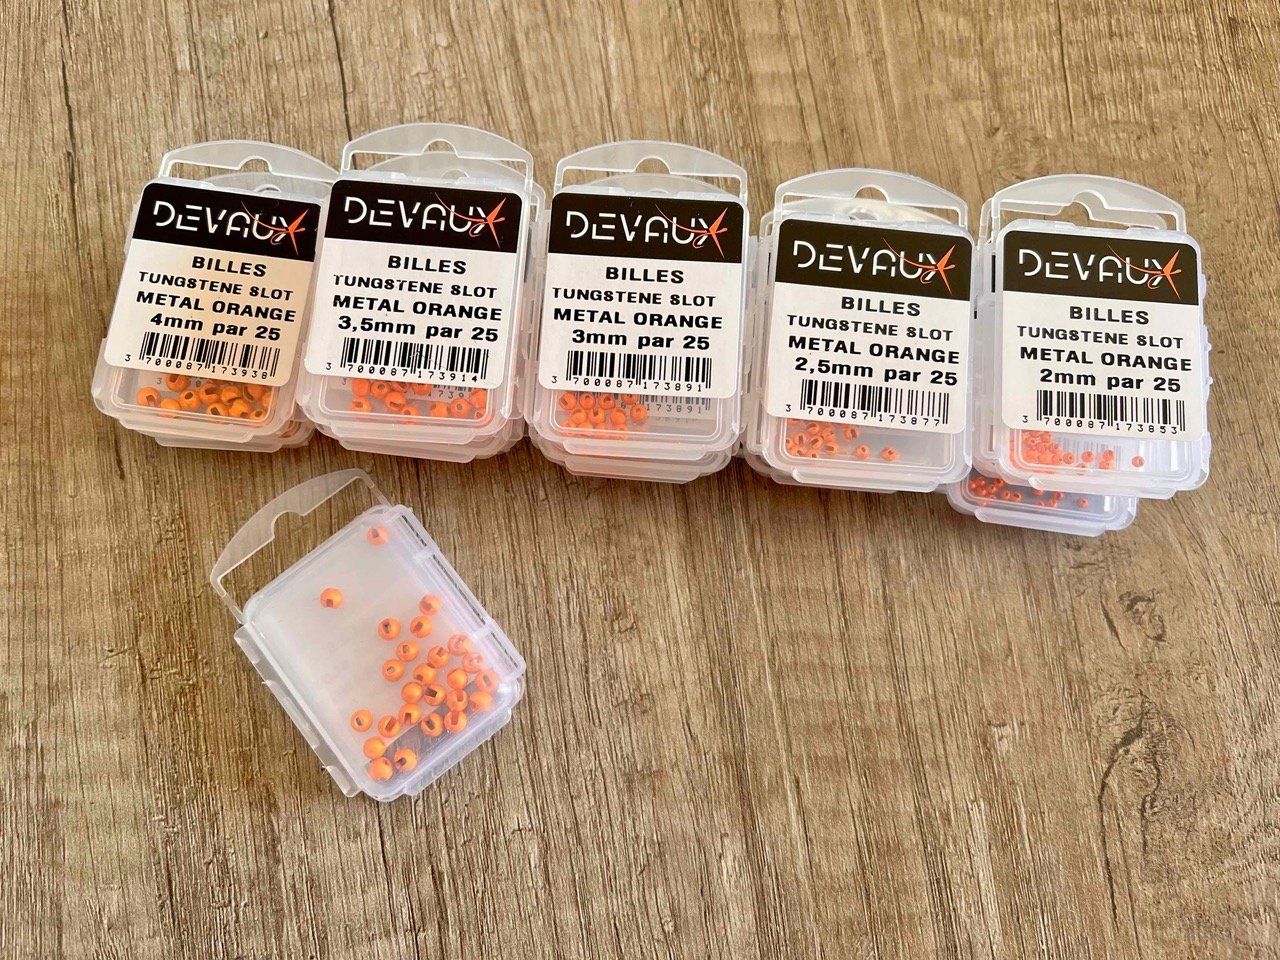 DEVAUX
BILLES
TUNGSTENE SLOT
METAL ORANGE
4mm par 25
3 700087 173938
DEVAUX
BILLES
TUNGSTENE SLOT
METAL ORANGE
3,5mm par 25
3 700087 173914
DEVAUX
BILLES
TUNGSTENE SLOT
METAL ORANGE
3mm par 25
3 700087 173891
173891
DEVAUX
BILLES
TUNGSTENE SLOT
METAL ORANGE
2,5mm par 25
3 700087 173877
DEVAUX
BILLES
TUNGSTENE SLOT
METAL ORANGE
2mm par 25
3 700087 173853